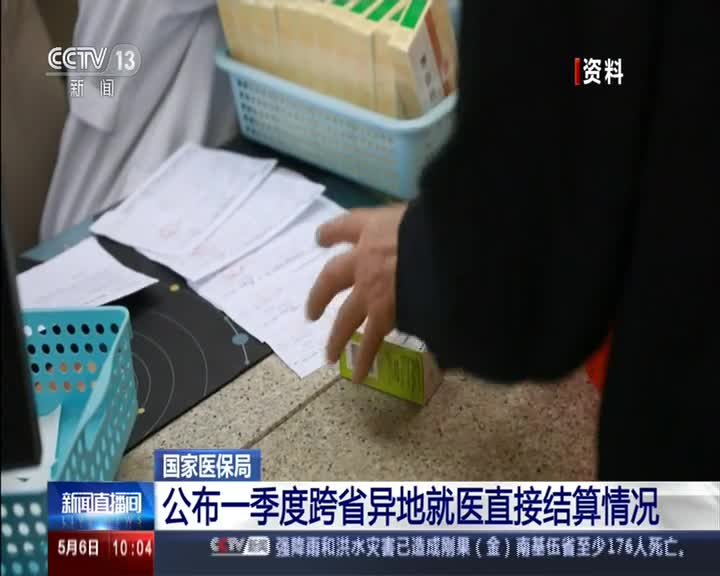 CCTV 13
新闻
资料
国家医保局
新闻直播间
公布一季度跨省异地就医直接结算情况
5月6日 10:04
CCTV 新闻 强降雨和洪水灾害已造成刚果（金）南基伍省至少176人死亡。